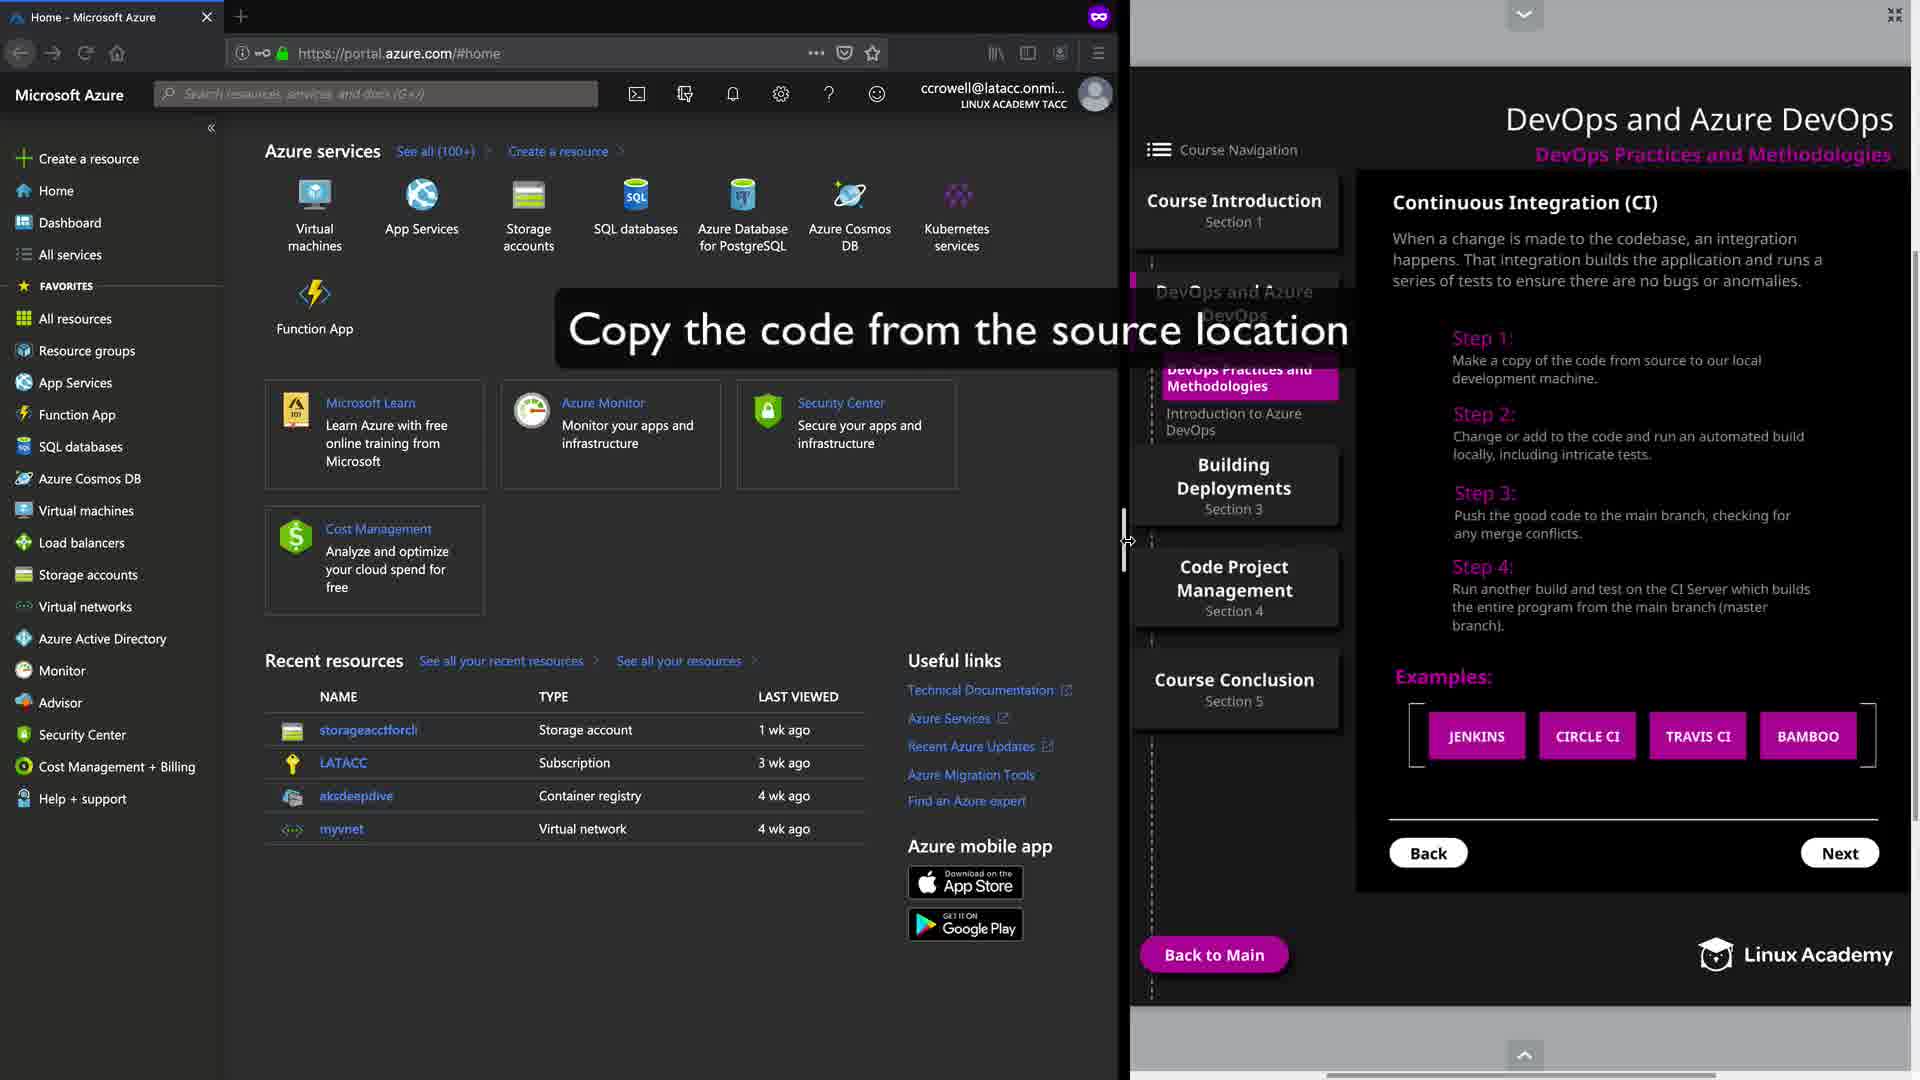 Home - Microsoft Azure
https://portal.azure.com/#home
Microsoft Azure
Search resources, services, and docs (G+/)
ccrowell@latacc.onmi...
LINUX ACADEMY TACC
Create a resource
Home
Dashboard
All services
FAVORITES
All resources
Resource groups
App Services
Function App
SQL databases
Azure Cosmos DB
Virtual machines
Load balancers
Storage accounts
Virtual networks
Azure Active Directory
Monitor
Advisor
Security Center
Cost Management + Billing
Help + support
Azure services
See all (100+)
Create a resource
Virtual
machines
App Services
Storage
accounts
SQL
SQL databases
Azure Database
for PostgreSQL
Azure Cosmos
DB
Kubernetes
services
Function App
Copy the code from the source location
Microsoft Learn
Learn Azure with free
online training from
Microsoft
Azure Monitor
Monitor your apps and
infrastructure
Security Center
Secure your apps and
infrastructure
Cost Management
Analyze and optimize
your cloud spend for
free
Recent resources
See all your recent resources
See all your resources
NAME TYPE LAST VIEWED
storageacctforcli Storage account 1 wk ago
LATACC Subscription 3 wk ago
aksdeepdive Container registry 4 wk ago
myvnet Virtual network 4 wk ago
Useful links
Technical Documentation
Azure Services
Recent Azure Updates
Azure Migration Tools
Find an Azure expert
Azure mobile app
Download on the
App Store
GET IT ON
Google Play
DevOps and Azure DevOps
DevOps Practices and Methodologies
Course Navigation
Course Introduction
Section 1
DevOps and Azure
DevOps
DevOps Practices and
Methodologies
Introduction to Azure
DevOps
Building
Deployments
Section 3
Code Project
Management
Section 4
Course Conclusion
Section 5
Back to Main
Continuous Integration (CI)
When a change is made to the codebase, an integration
happens. That integration builds the application and runs a
series of tests to ensure there are no bugs or anomalies.
Step 1:
Make a copy of the code from source to our local
development machine.
Step 2:
Change or add to the code and run an automated build
locally, including intricate tests.
Step 3:
Push the good code to the main branch, checking for
any merge conflicts.
Step 4:
Run another build and test on the CI Server which builds
the entire program from the main branch (master
branch).
Examples:
JENKINS
CIRCLE CI
TRAVIS CI
BAMBOO
Back
Next
Linux Academy